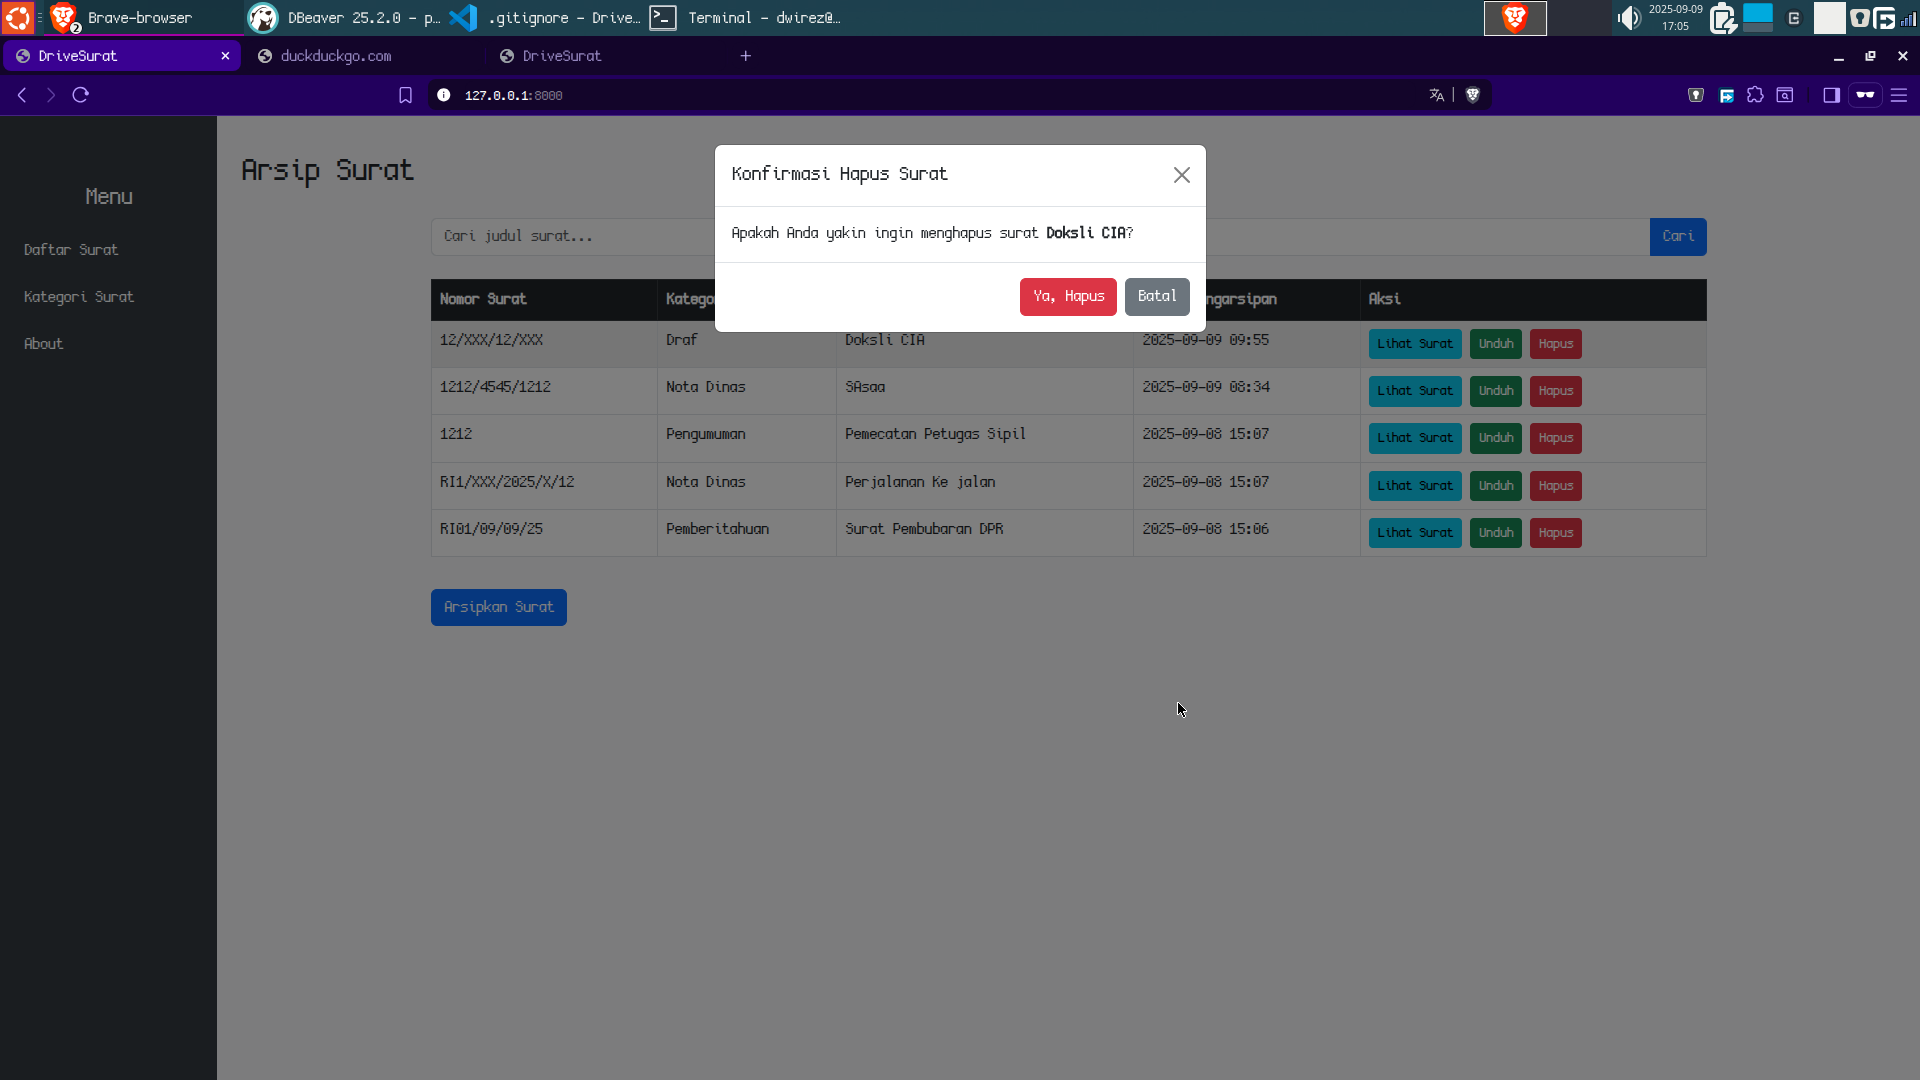 Brave-browser
2
DBeaver 25.2.0 - p...
.gitignore - Drive...
Terminal - dwirez@...
2025-09-09
17:05
DriveSurat
duckduckgo.com
DriveSurat
127.0.0.1:8000
Menu
Daftar Surat
Kategori Surat
About
Arsip Surat
Cari judul surat...
Cari
Konfirmasi Hapus Surat
Apakah Anda yakin ingin menghapus surat Doksli CIA?
Ya, Hapus
Batal
Nomor Surat
Katego
ngarsipan
Aksi
12/XXX/12/XXX
Draf
Doksli CIA
2025-09-09 09:55
Lihat Surat
Unduh
Hapus
1212/4545/1212
Nota Dinas
SAsaa
2025-09-09 08:34
Lihat Surat
Unduh
Hapus
1212
Pengumuman
Pemecatan Petugas Sipil
2025-09-08 15:07
Lihat Surat
Unduh
Hapus
RI1/XXX/2025/X/12
Nota Dinas
Perjalanan Ke jalan
2025-09-08 15:07
Lihat Surat
Unduh
Hapus
RI01/09/09/25
Pemberitahuan
Surat Pembubaran DPR
2025-09-08 15:06
Lihat Surat
Unduh
Hapus
Arsipkan Surat